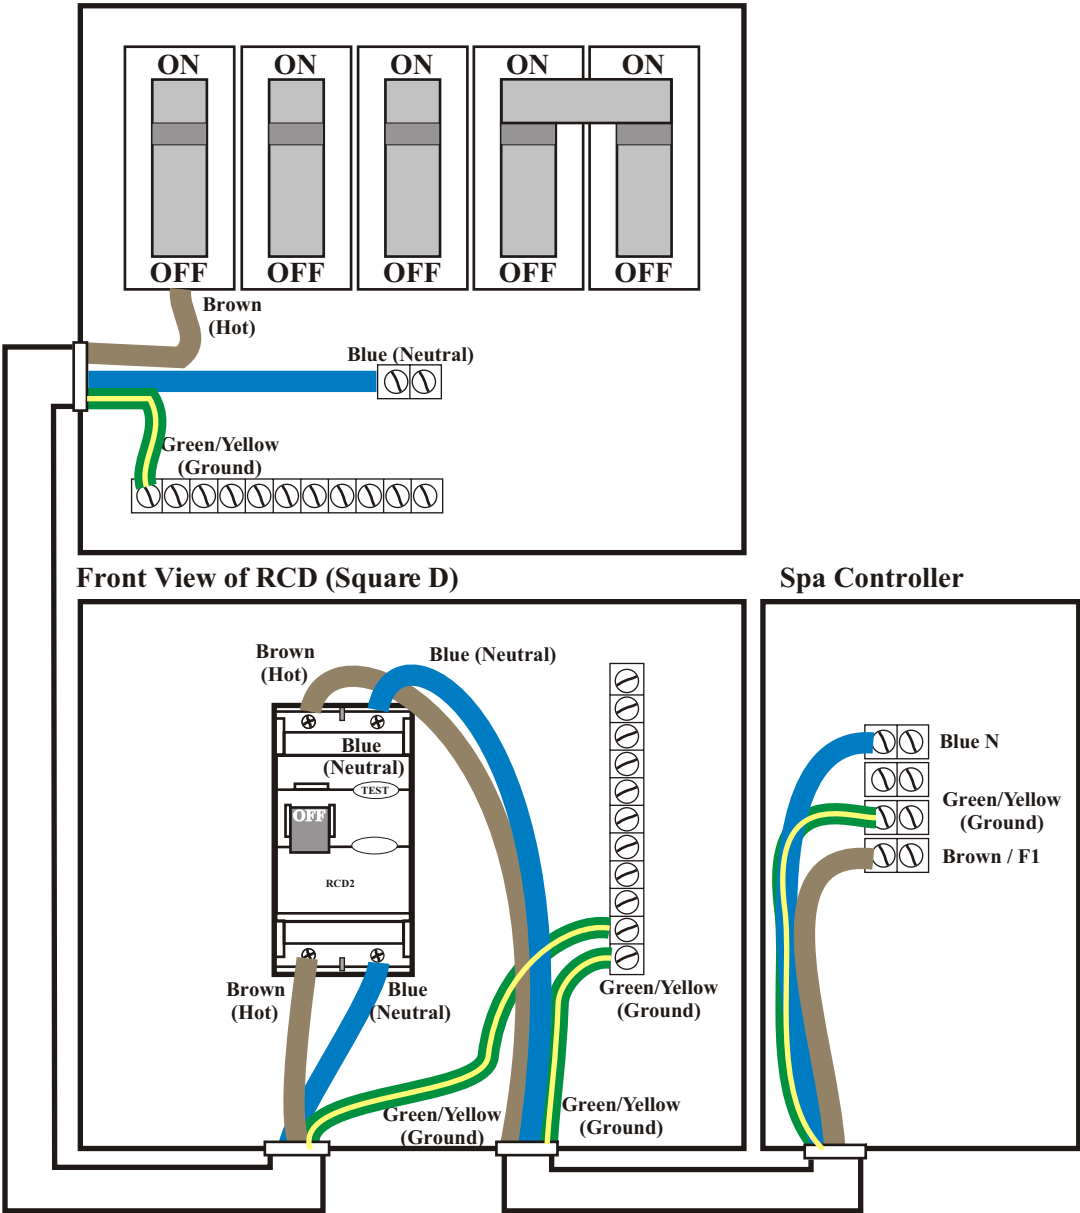 ON ON ON ON ON
OFF OFF OFF OFF OFF
Brown
(Hot)
Blue (Neutral)
Green/Yellow
(Ground)
Front View of RCD (Square D)
Spa Controller
Brown
(Hot)
Blue (Neutral)
Blue
(Neutral)
TEST
OFF
RCD2
Brown
(Hot)
Blue
(Neutral)
Green/Yellow
(Ground)
Green/Yellow
(Ground)
Green/Yellow
(Ground)
Blue N
Green/Yellow
(Ground)
Brown / F1